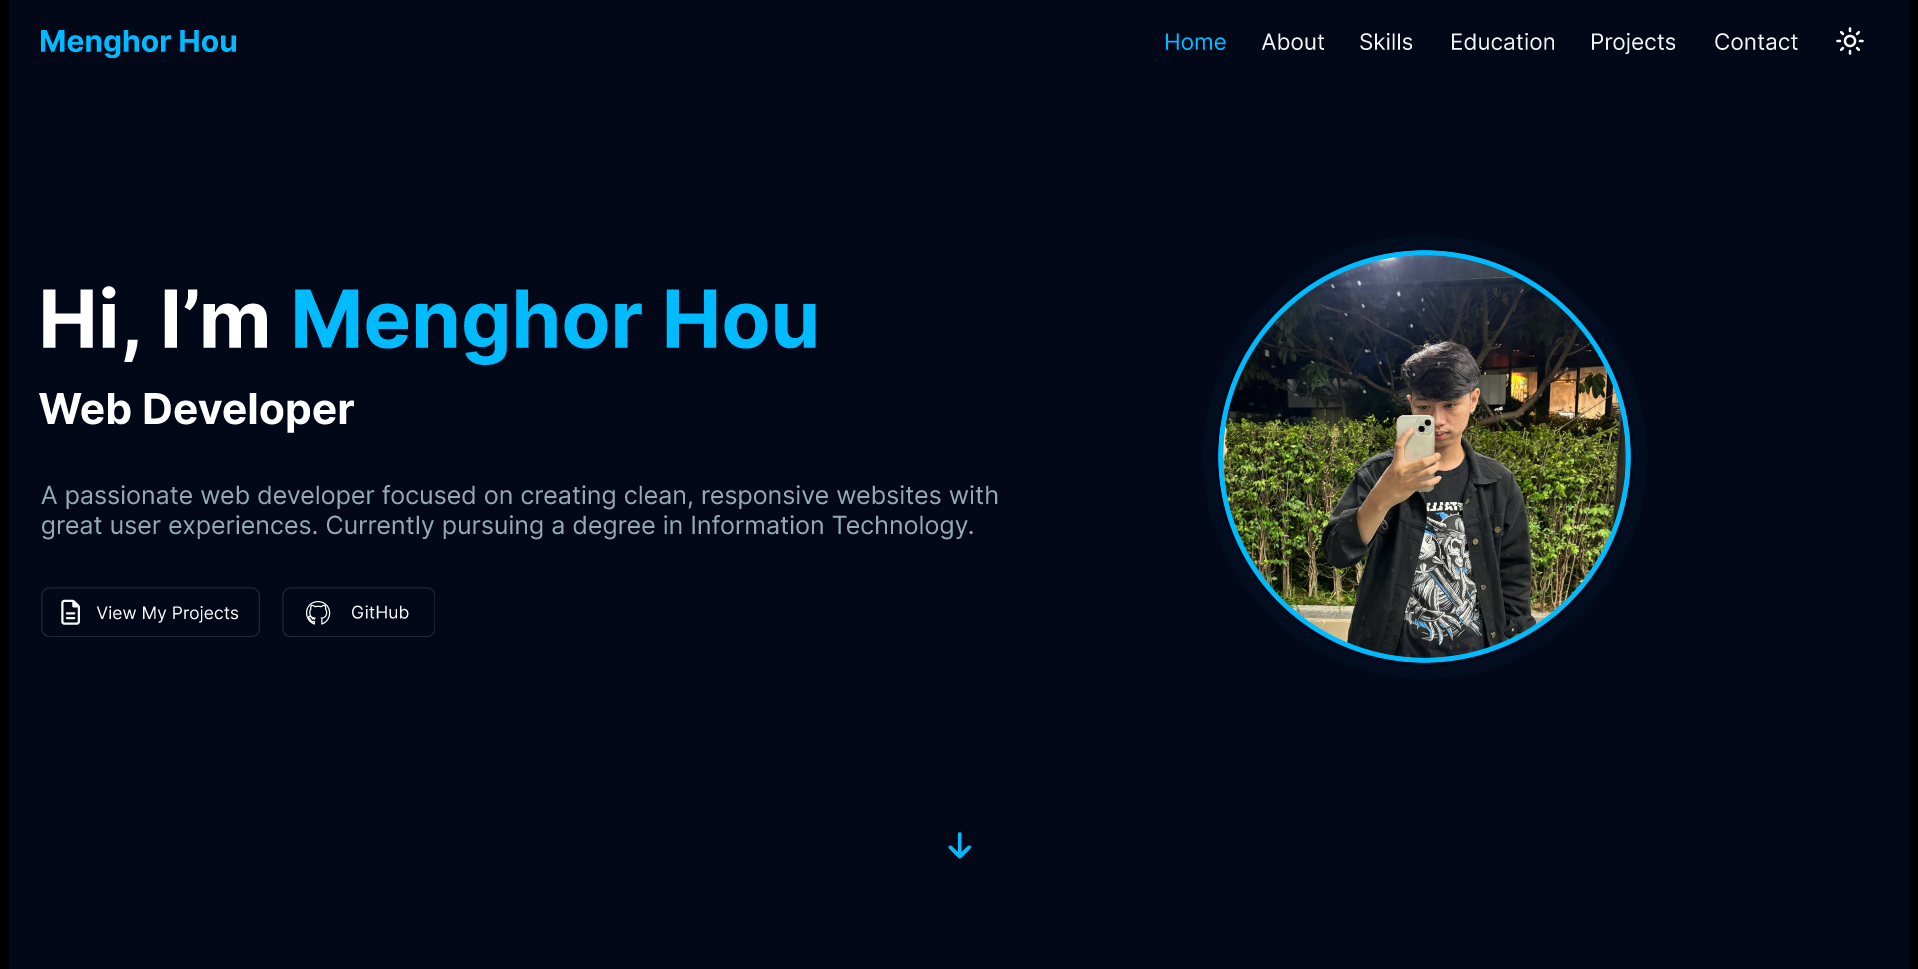 Menghor Hou
Home About Skills Education Projects Contact
Hi, I’m Menghor Hou
Web Developer
A passionate web developer focused on creating clean, responsive websites with
great user experiences. Currently pursuing a degree in Information Technology.
View My Projects GitHub